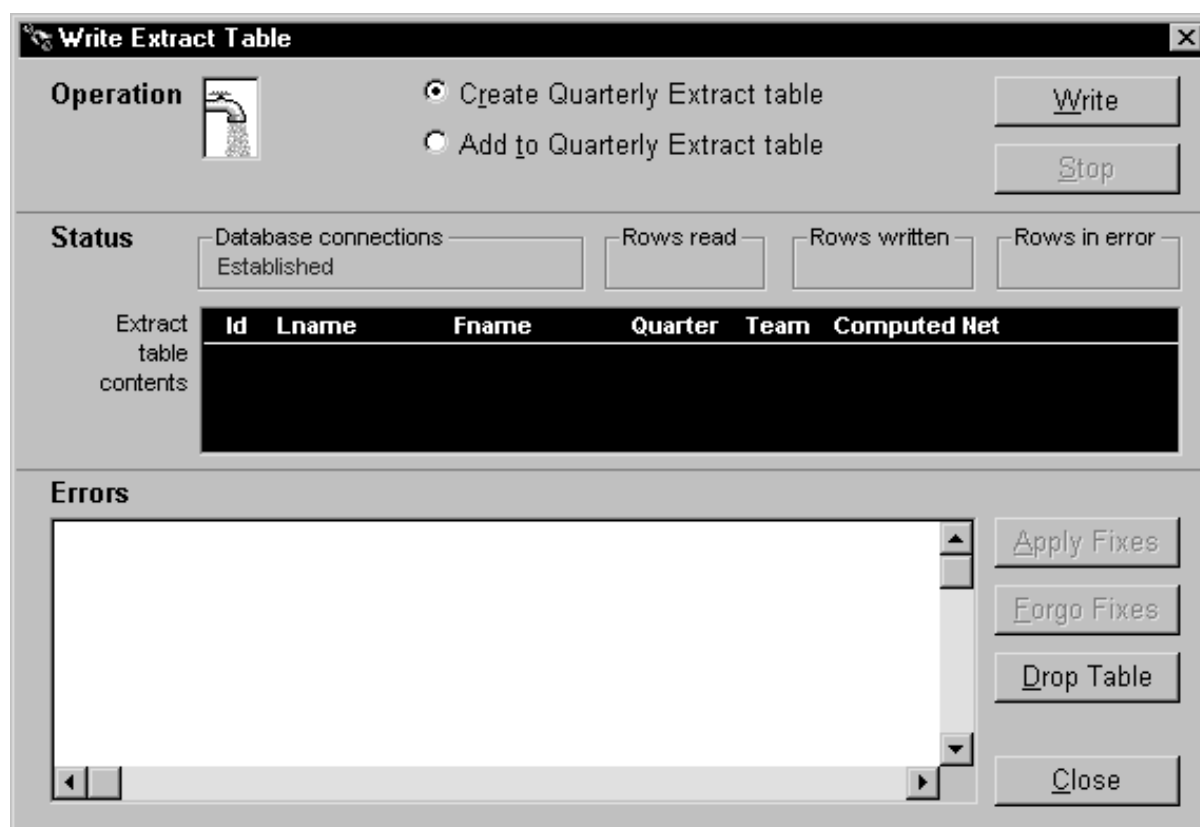 Write Extract Table
Operation
Create Quarterly Extract table
Write
Add to Quarterly Extract table
Stop
Status
Database connections
Rows read
Rows written
Rows in error
Established
Extract
table
contents
Id Lname Fname Quarter Team Computed Net
Errors
Apply Fixes
Forgo Fixes
Drop Table
Close